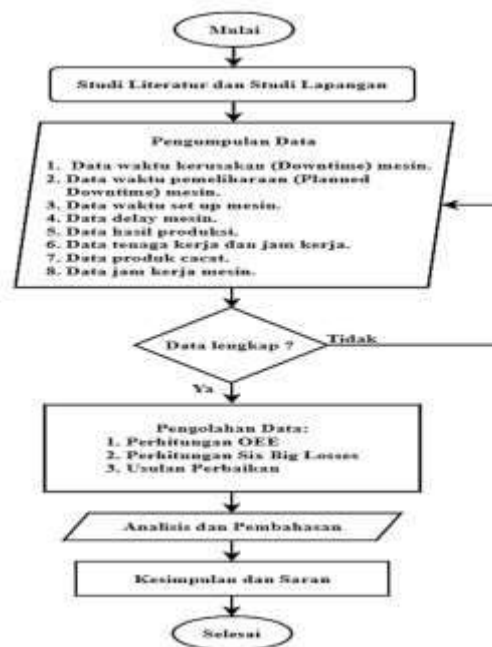 Mulai
Studi Literatur dan Studi Lapangan
Pengumpulan Data
1. Data waktu kerusakan (Downtime) mesin.
2. Data waktu pemeliharaan (Planned
Downtime) mesin.
3. Data waktu set up mesin.
4. Data delay mesin.
5. Data hasil produksi.
6. Data tenaga kerja dan jam kerja.
7. Data produk cacat.
8. Data jam kerja mesin.
Data lengkap ?
Tidak
Ya
Pengolahan Data:
1. Perhitungan OEE
2. Perhitungan Six Big Losses
3. Usulan Perbaikan
Analisis dan Pembahasan
Kesimpulan dan Saran
Selesai